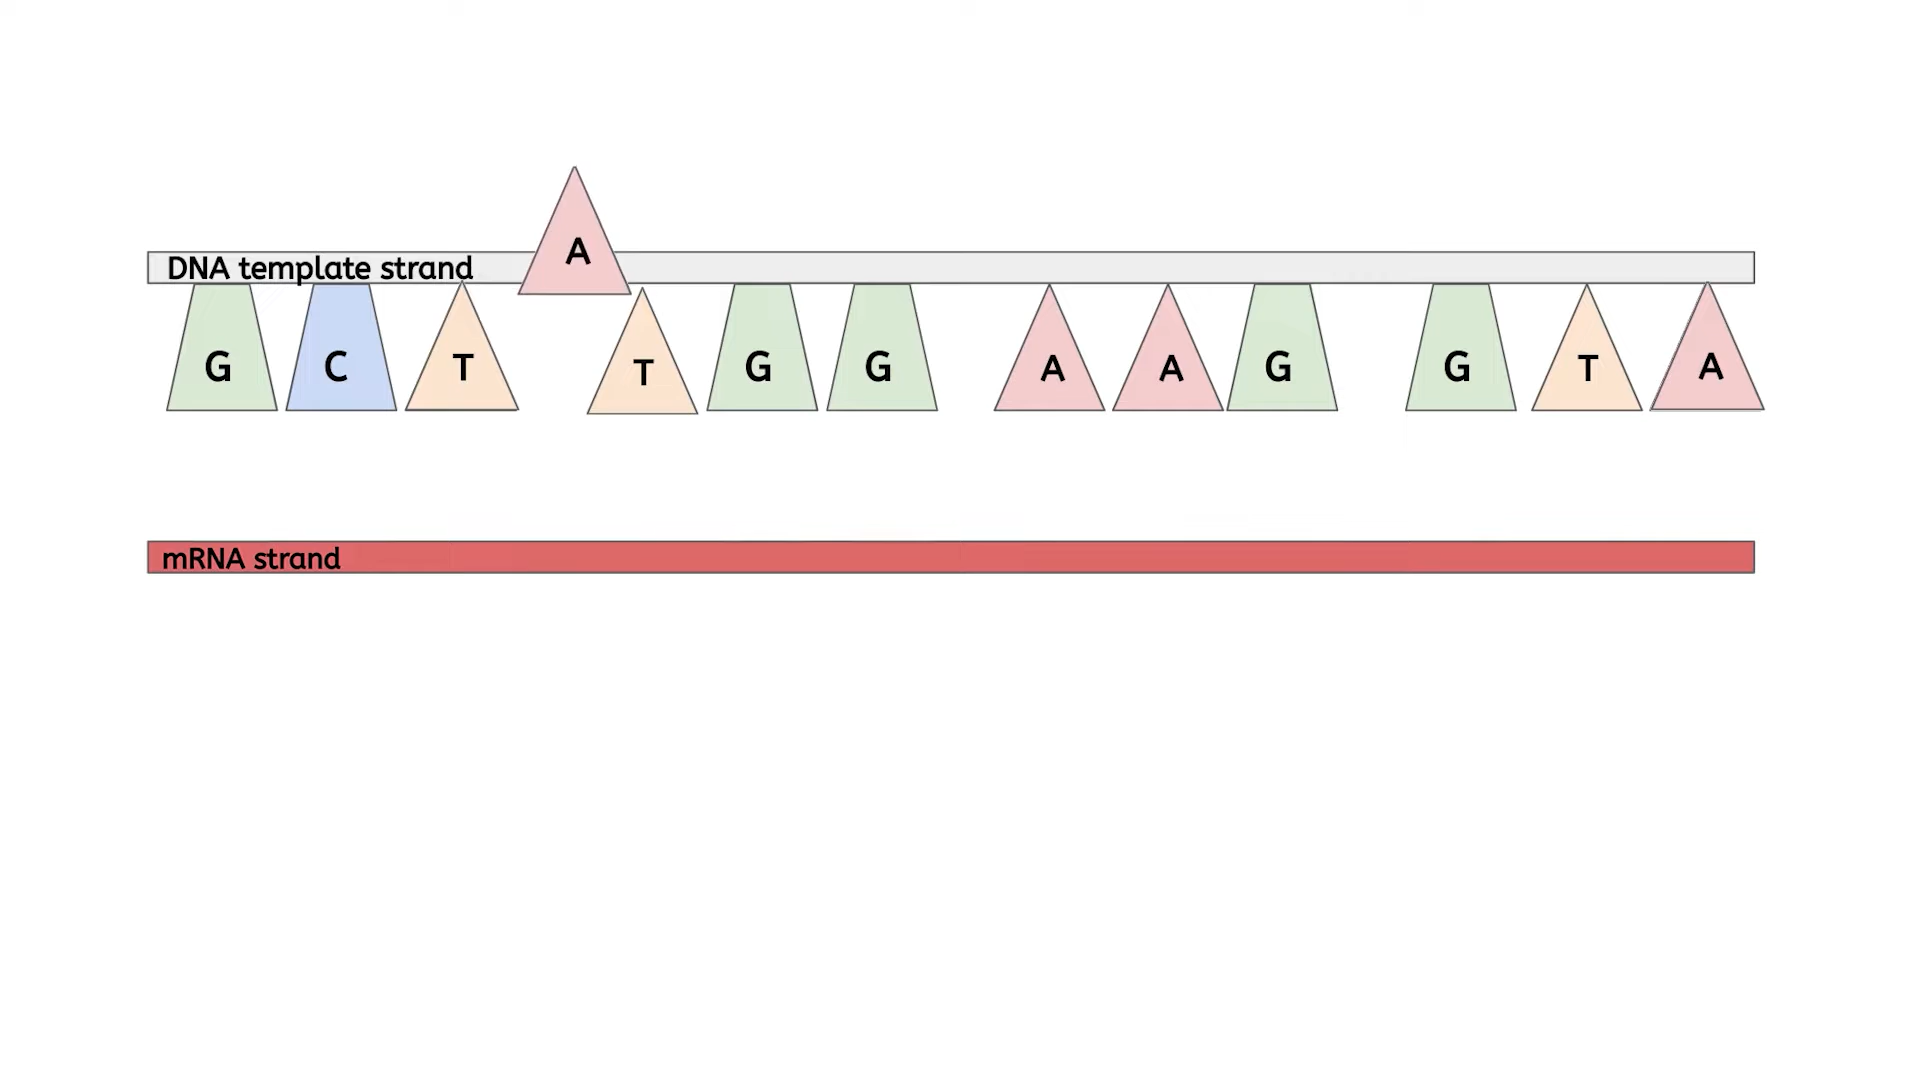 A
DNA template strand
G C T T G G A A G G T A
mRNA strand